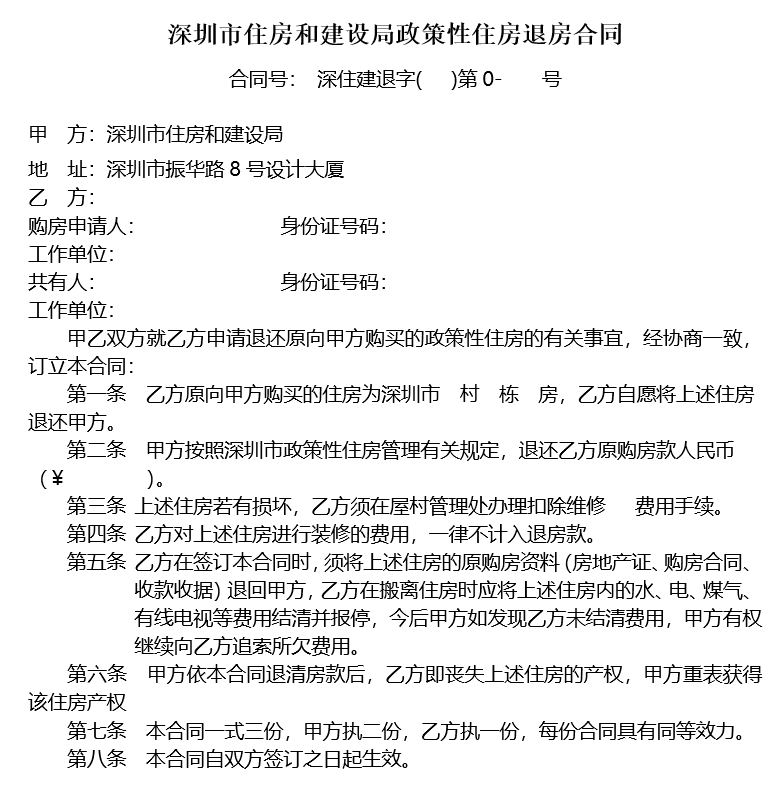 深圳市住房和建设局政策性住房退房合同
合同号： 深住建退字( )第 0- 号
甲 方：深圳市住房和建设局
地 址：深圳市振华路 8 号设计大厦
乙 方：
购房申请人： 身份证号码：
工作单位：
共有人： 身份证号码：
工作单位：
甲乙双方就乙方申请退还原向甲方购买的政策性住房的有关事宜，经协商一致，
订立本合同：
第一条 乙方原向甲方购买的住房为深圳市 村 栋 房，乙方自愿将上述住房
退还甲方。
第二条 甲方按照深圳市政策性住房管理有关规定，退还乙方原购房款人民币
（¥ ）。
第三条 上述住房若有损坏，乙方须在屋村管理处办理扣除维修 费用手续。
第四条 乙方对上述住房进行装修的费用，一律不计入退房款。
第五条 乙方在签订本合同时，须将上述住房的原购房资料（房地产证、购房合同、
收款收据）退回甲方，乙方在搬离住房时应将上述住房内的水、电、煤气、
有线电视等费用结清并报停，今后甲方如发现乙方未结清费用，甲方有权
继续向乙方追索所欠费用。
第六条 甲方依本合同退清房款后，乙方即丧失上述住房的产权，甲方重表获得
该住房产权
第七条 本合同一式三份，甲方执二份，乙方执一份，每份合同具有同等效力。
第八条 本合同自双方签订之日起生效。